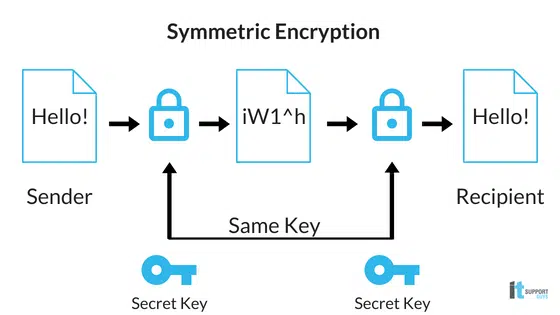 Symmetric Encryption
Hello!
iW1^h
Hello!
Sender
Recipient
Same Key
Secret Key
Secret Key
it SUPPORT GUYS